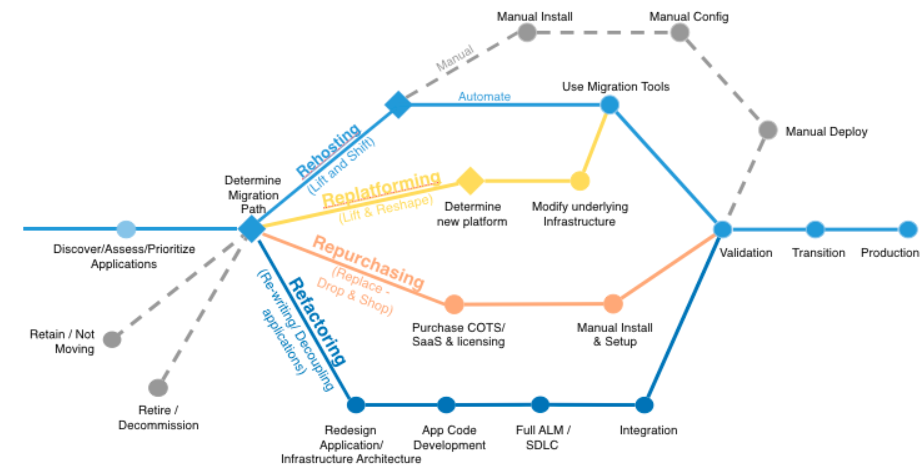 Manual Install
Manual Config
Manual
Automate
Use Migration Tools
Manual Deploy
Rehosting
(Lift and Shift)
Determine
Migration
Path
Replatforming
(Lift & Reshape)
Determine
new platform
Modify underlying
Infrastructure
Discover/Assess/Prioritize
Applications
Repurchasing
(Replace -
Drop & Shop)
Validation
Transition
Production
Refactoring
(Re-writing/ Decoupling
applications)
Purchase COTS/
SaaS & licensing
Manual Install
& Setup
Retain / Not
Moving
Retire /
Decommission
Redesign
Application/
Infrastructure Architecture
App Code
Development
Full ALM /
SDLC
Integration